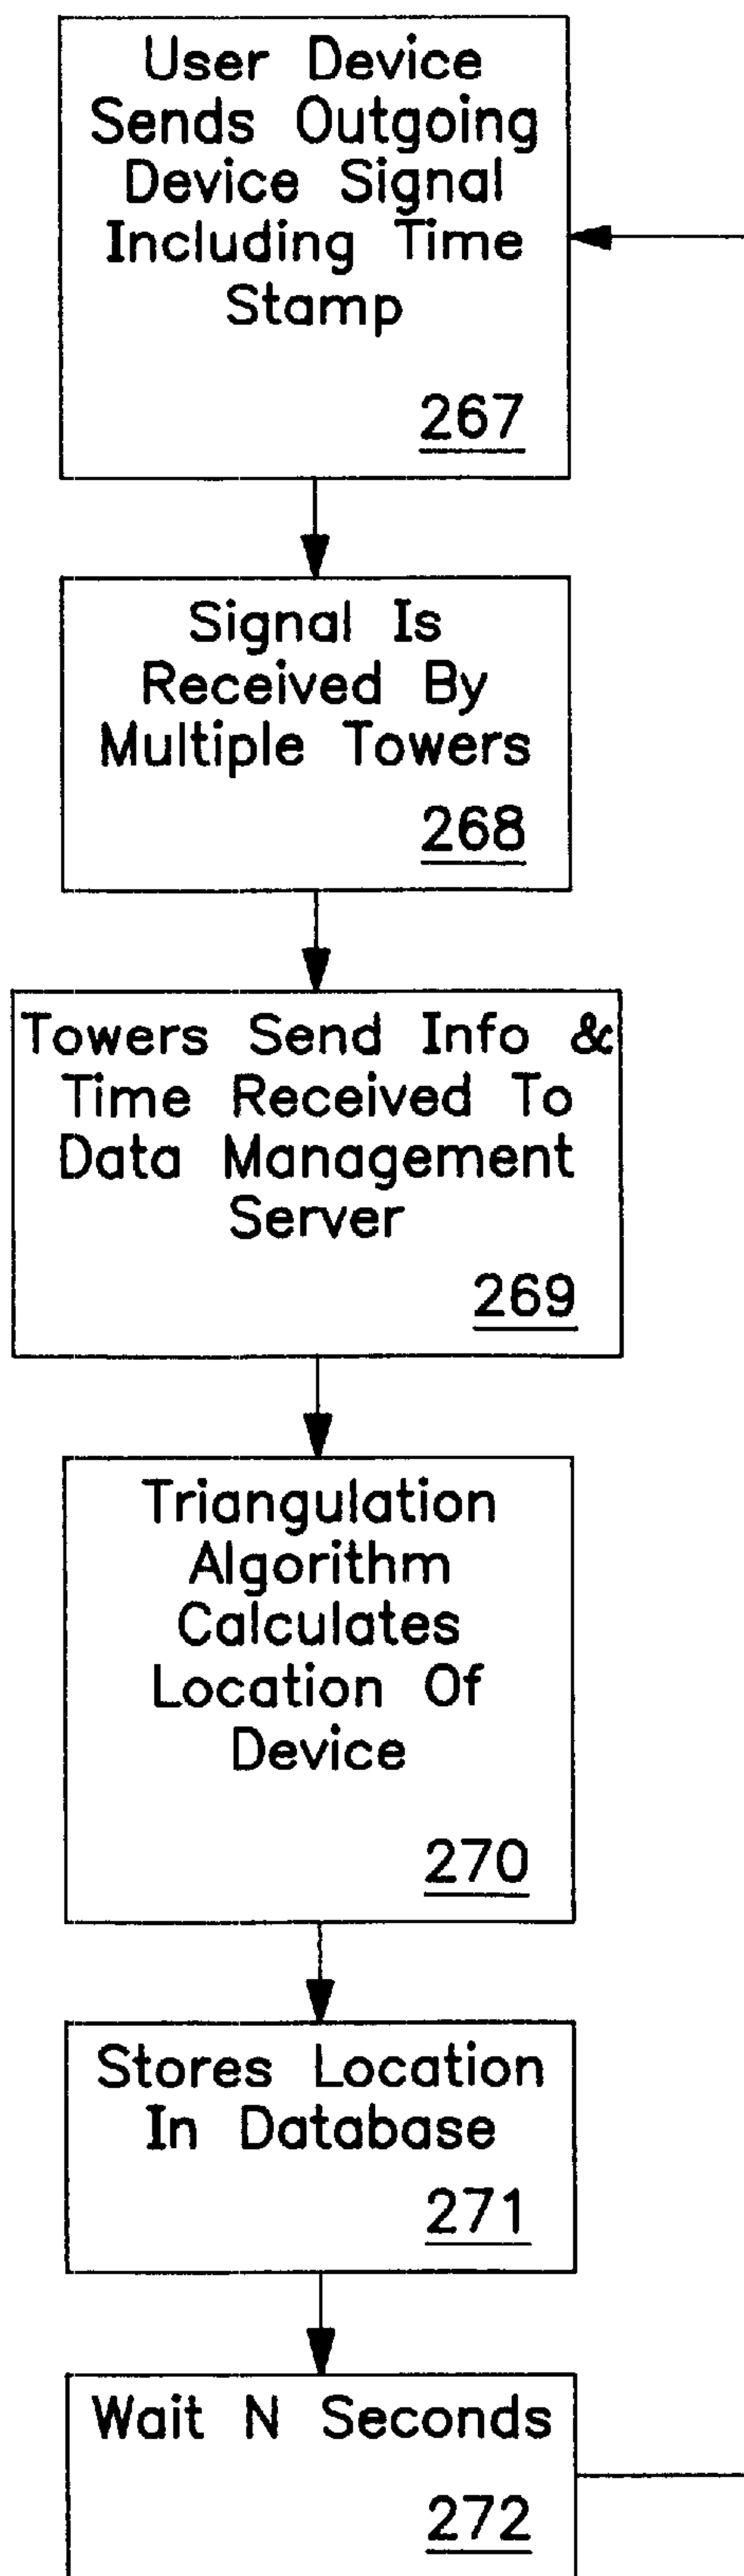 User Device
Sends Outgoing
Device Signal
Including Time
Stamp
267
Signal Is
Received By
Multiple Towers
268
Towers Send Info &
Time Received To
Data Management
Server
269
Triangulation
Algorithm
Calculates
Location Of
Device
270
Stores Location
In Database
271
Wait N Seconds
272